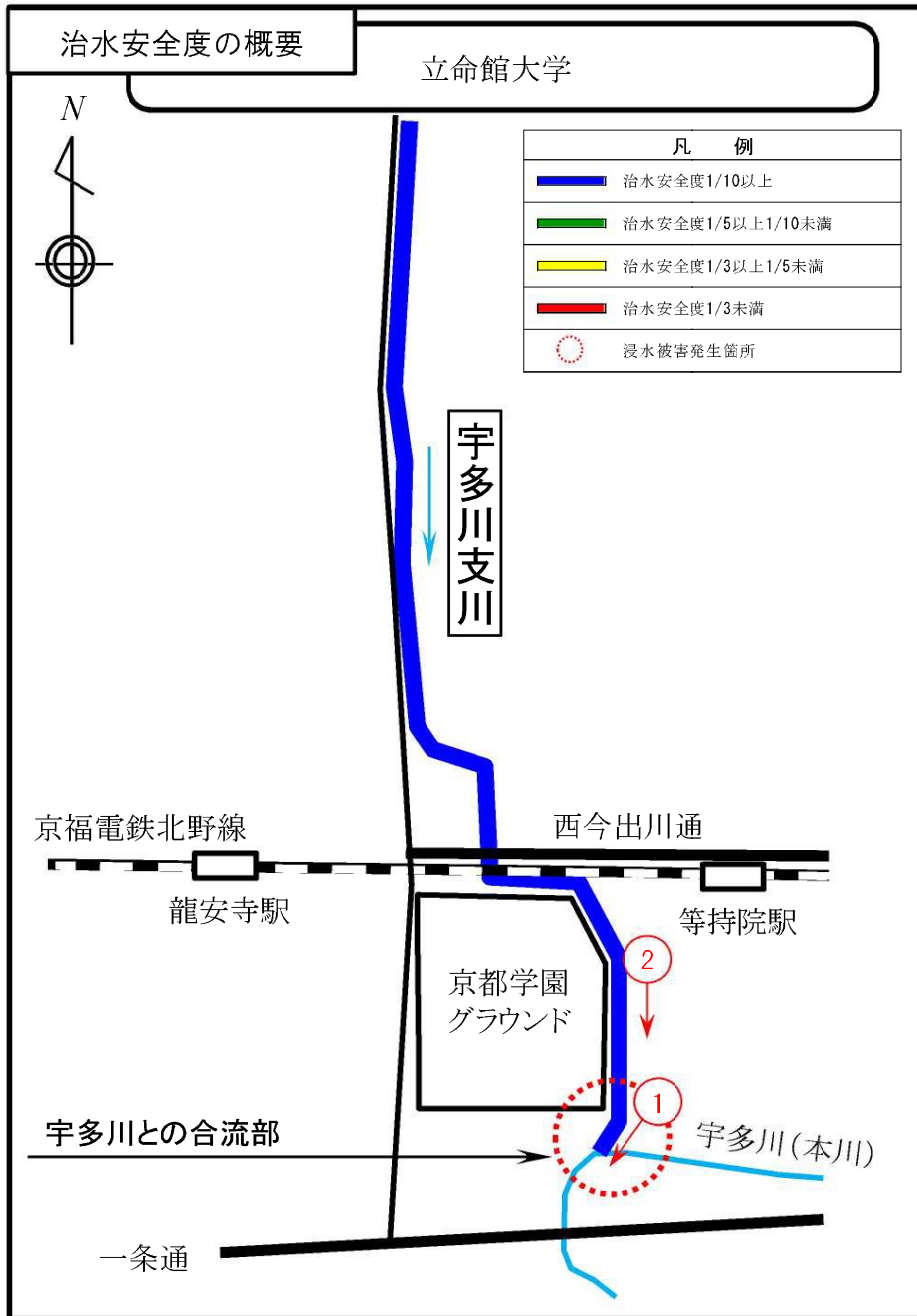 治水安全度の概要
立命館大学
N
凡 例
治水安全度1/10以上
治水安全度1/5以上1/10未満
治水安全度1/3以上1/5未満
治水安全度1/3未満
浸水被害発生箇所
宇多川支川
京福電鉄北野線
西今出川通
龍安寺駅
等持院駅
京都学園
グラウンド
②
①
宇多川との合流部
宇多川(本川)
一条通